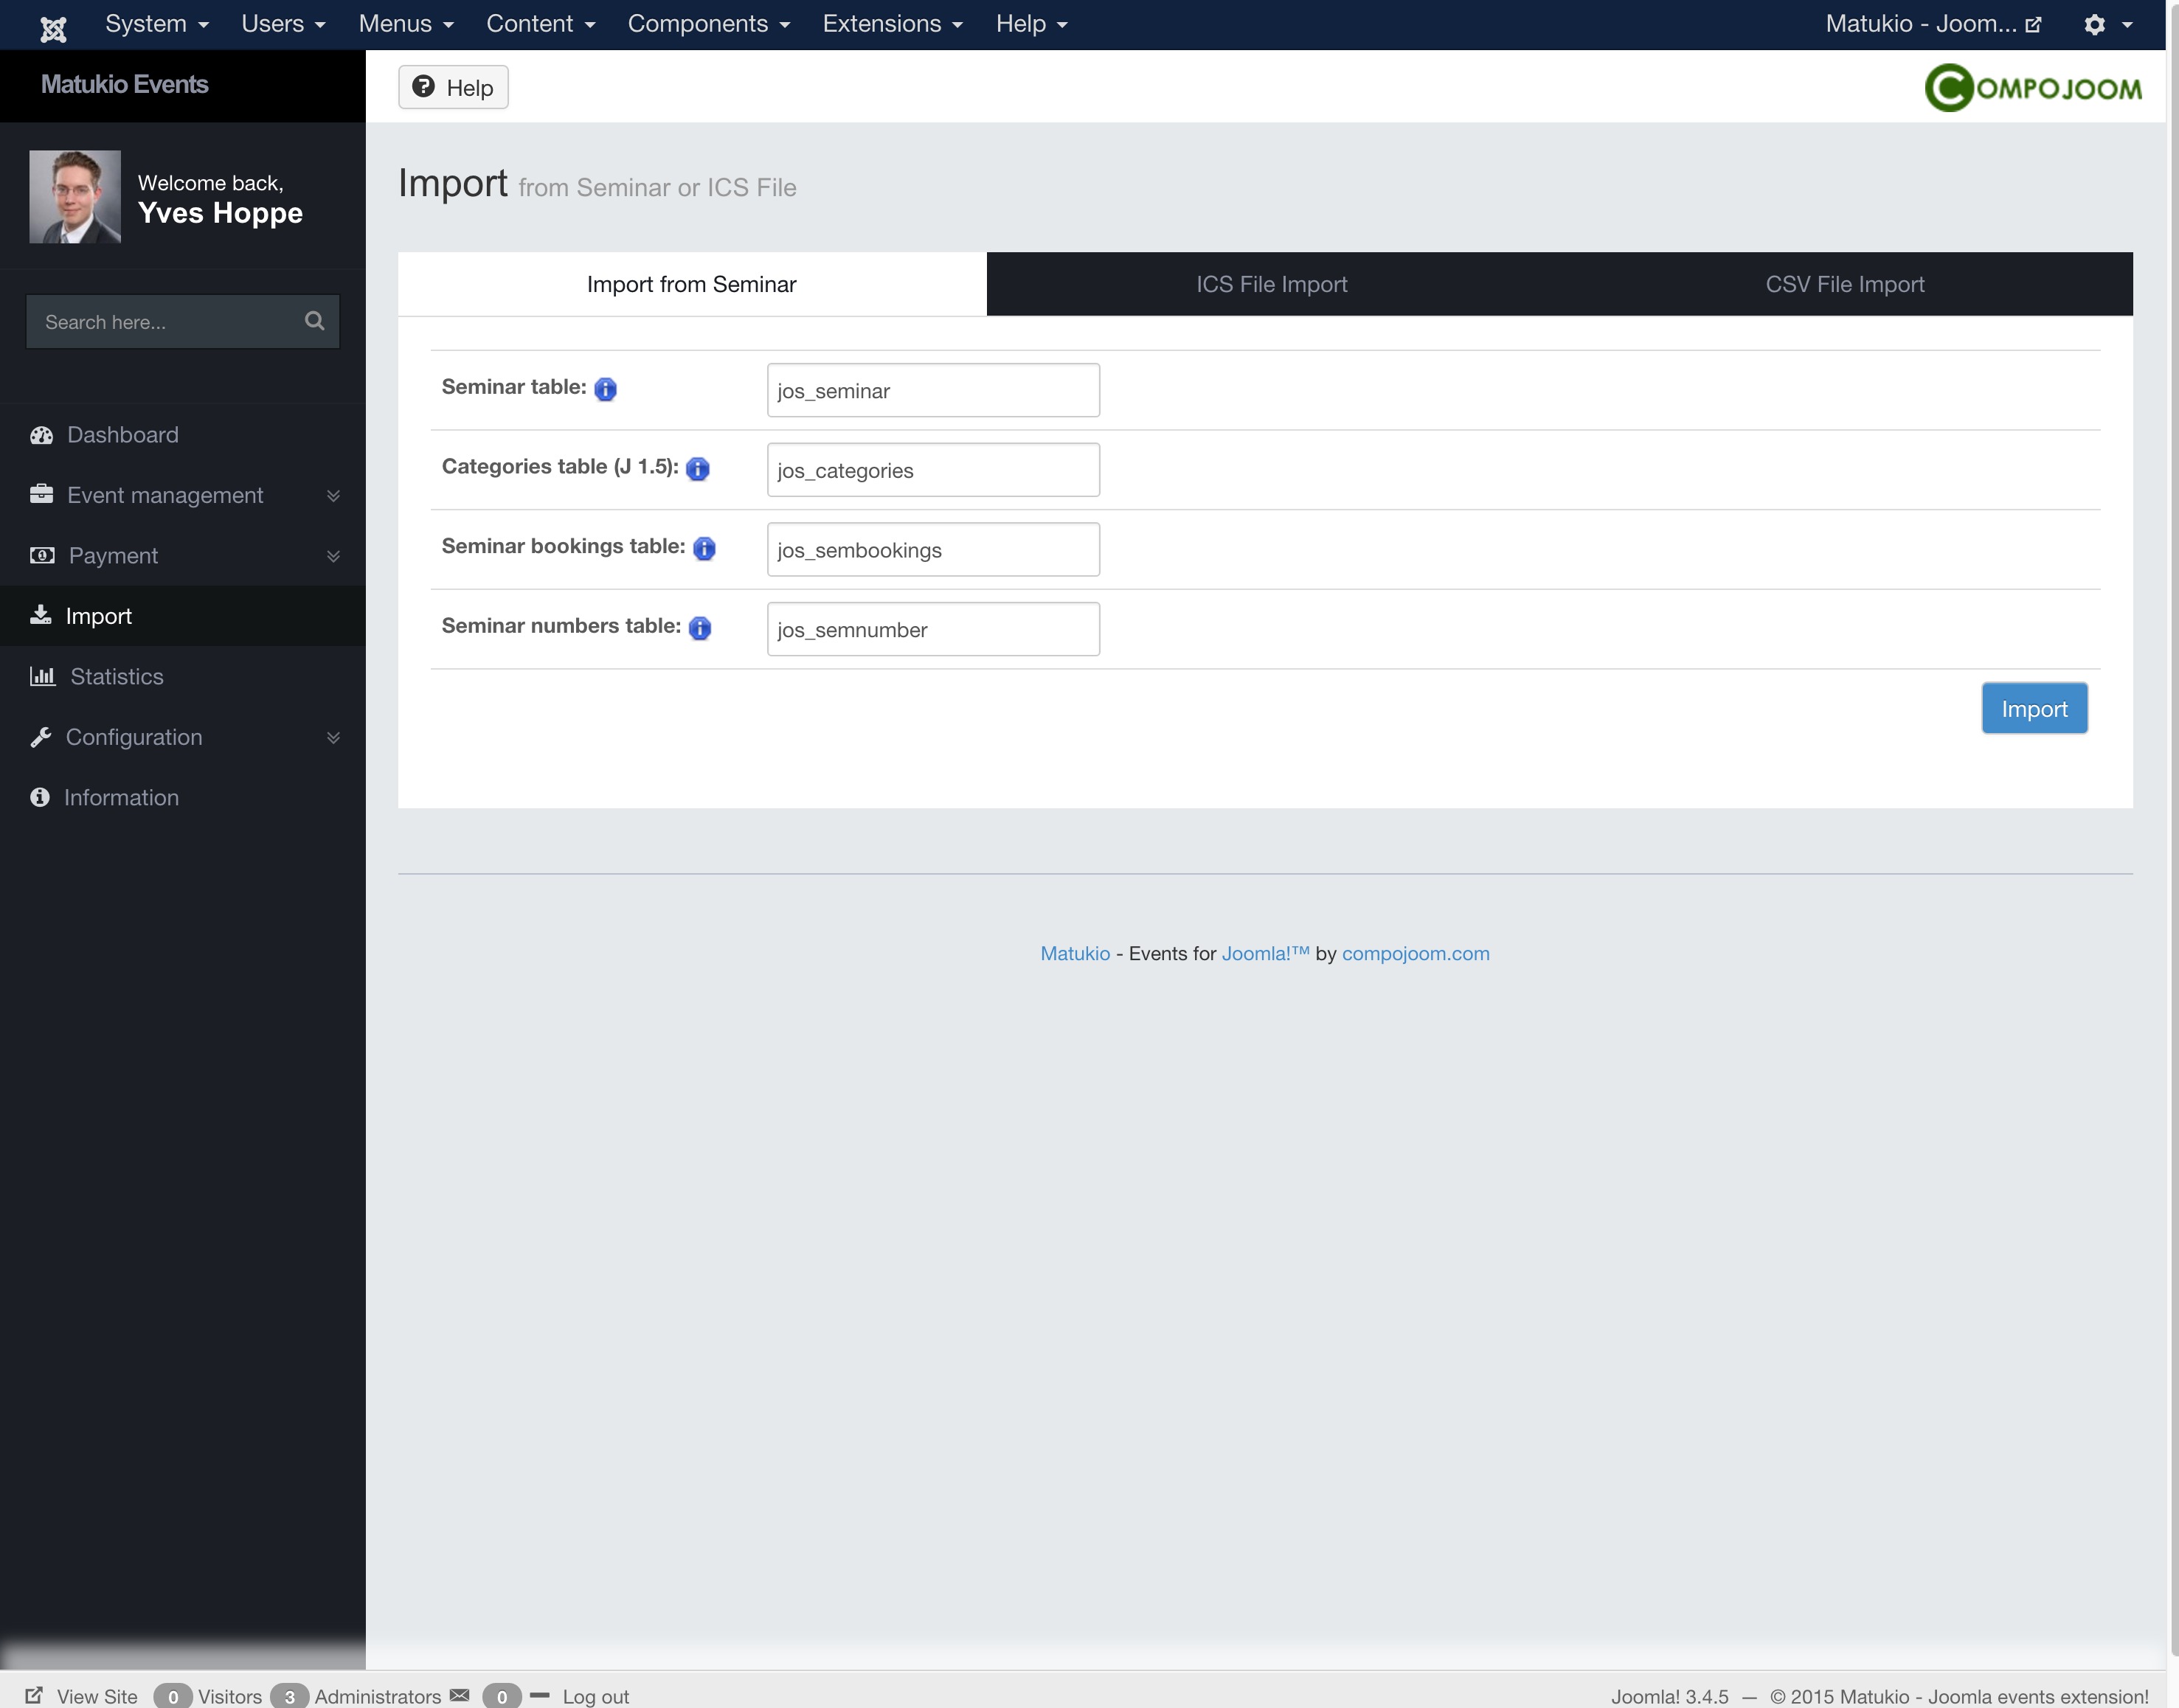 System Users Menus Content Components Extensions Help Matukio - Joom...
Matukio Events
Help
COMPOJOOM
Welcome back,
Yves Hoppe
Import from Seminar or ICS File
Search here...
Import from Seminar ICS File Import CSV File Import
Seminar table: jos_seminar
Categories table (J 1.5): jos_categories
Seminar bookings table: jos_sembookings
Seminar numbers table: jos_semnumber
Import
Dashboard
Event management
Payment
Import
Statistics
Configuration
Information
Matukio - Events for Joomla!™ by compojoom.com
View Site 0 Visitors 3 Administrators 0 Log out
Joomla! 3.4.5 — © 2015 Matukio - Joomla events extension!